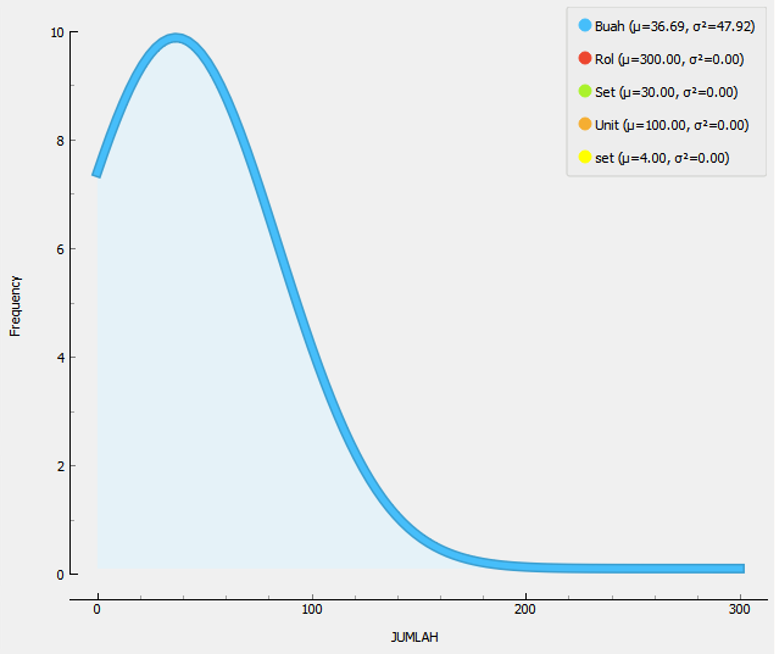 Buah (μ=36.69, σ²=47.92)
Rol (μ=300.00, σ²=0.00)
Set (μ=30.00, σ²=0.00)
Unit (μ=100.00, σ²=0.00)
set (μ=4.00, σ²=0.00)
10
8
6
4
2
0
Frequency
0 100 200 300
JUMLAH